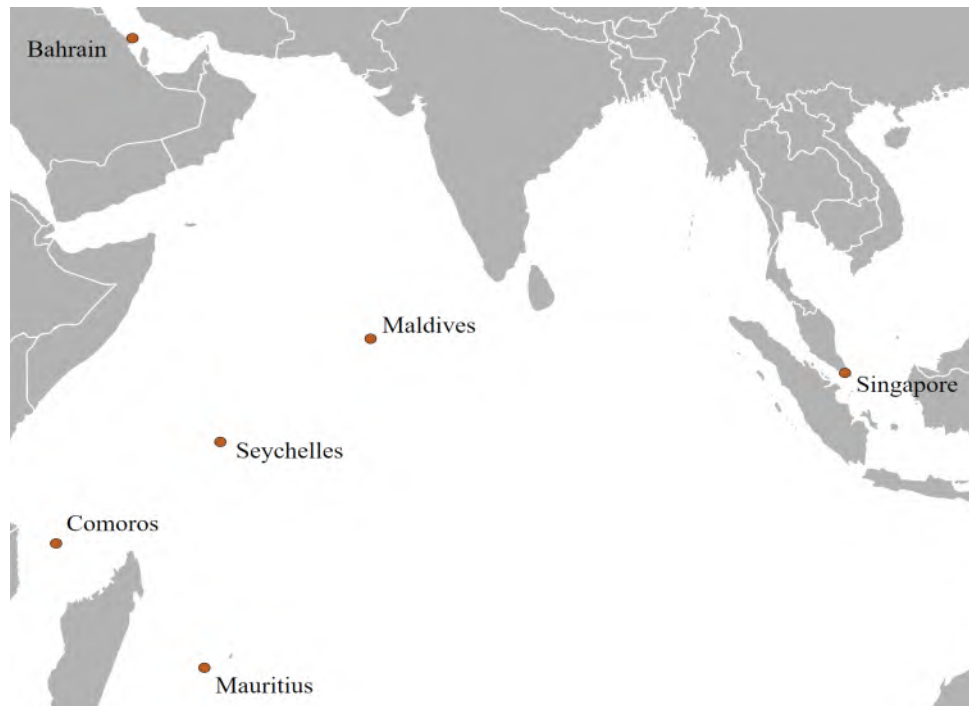 Bahrain
Maldives
Singapore
Seychelles
Comoros
Mauritius